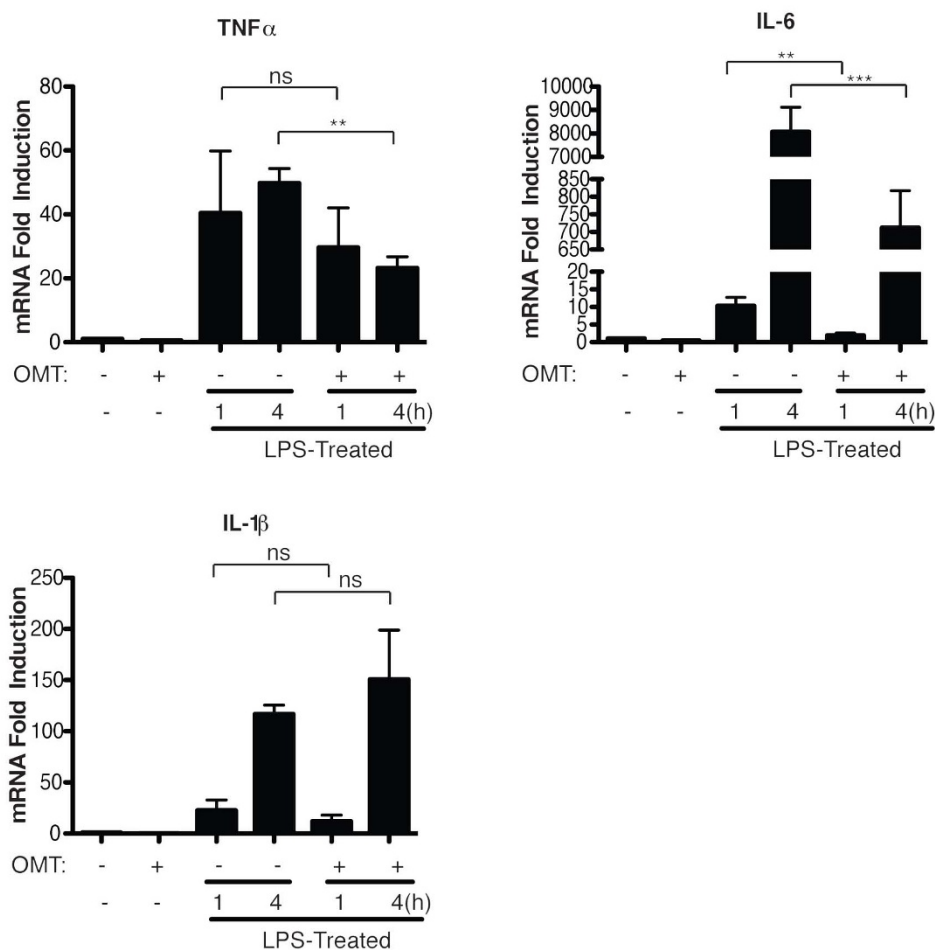 TNFα
ns
**
mRNA Fold Induction
80
60
40
20
0
OMT: - + - - + +
- - 1 4 1 4(h)
LPS-Treated
IL-6
**
***
mRNA Fold Induction
10000
9000
8000
7000
850
800
750
700
650
20
15
10
5
0
OMT: - + - - + +
- - 1 4 1 4(h)
LPS-Treated
IL-1β
ns
ns
mRNA Fold Induction
250
200
150
100
50
0
OMT: - + - - + +
- - 1 4 1 4(h)
LPS-Treated